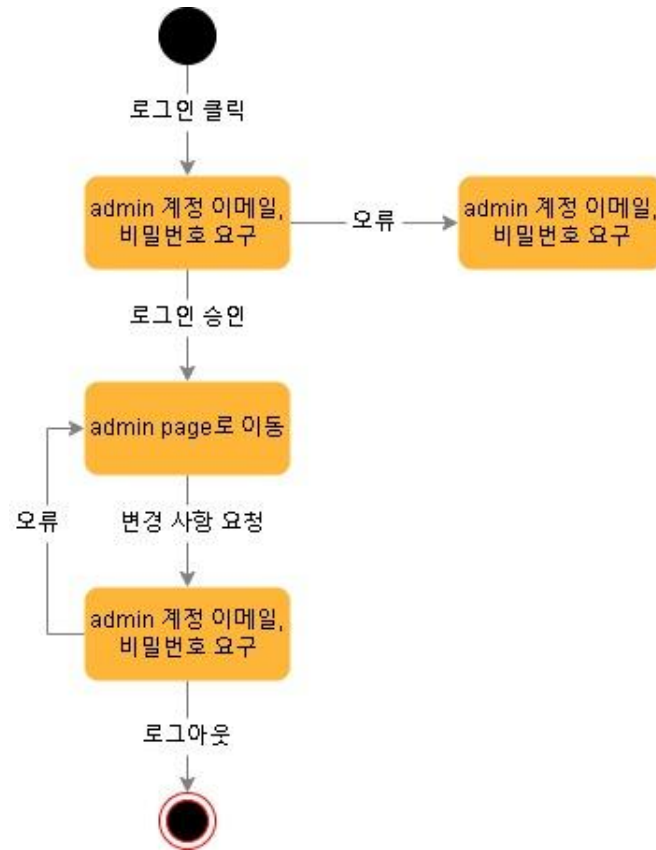 로그인 클릭
admin 계정 이메일,
비밀번호 요구
오류
admin 계정 이메일,
비밀번호 요구
로그인 승인
admin page로 이동
오류
변경 사항 요청
admin 계정 이메일,
비밀번호 요구
로그아웃